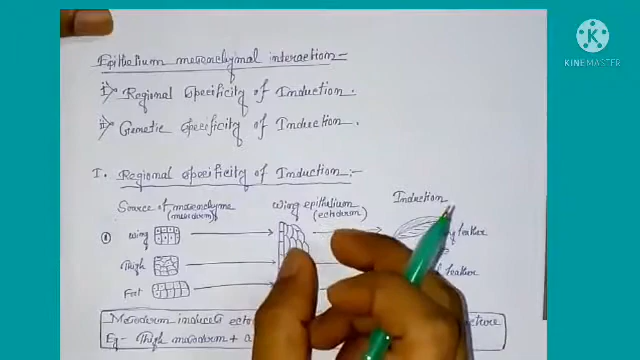 KINEMASTER
Epithelium mesenchymal interaction:-
i) Regional Specificity of Induction.
ii) Genetic specificity of Induction.
I. Regional specificity of Induction:-
Source of mesenchyme (mesoderm) Wing epithelium (ectoderm) Induction
① Wing feather
Thigh feather
Feet
Mesoderm induces ecto
Eg- Thigh mesoderm +